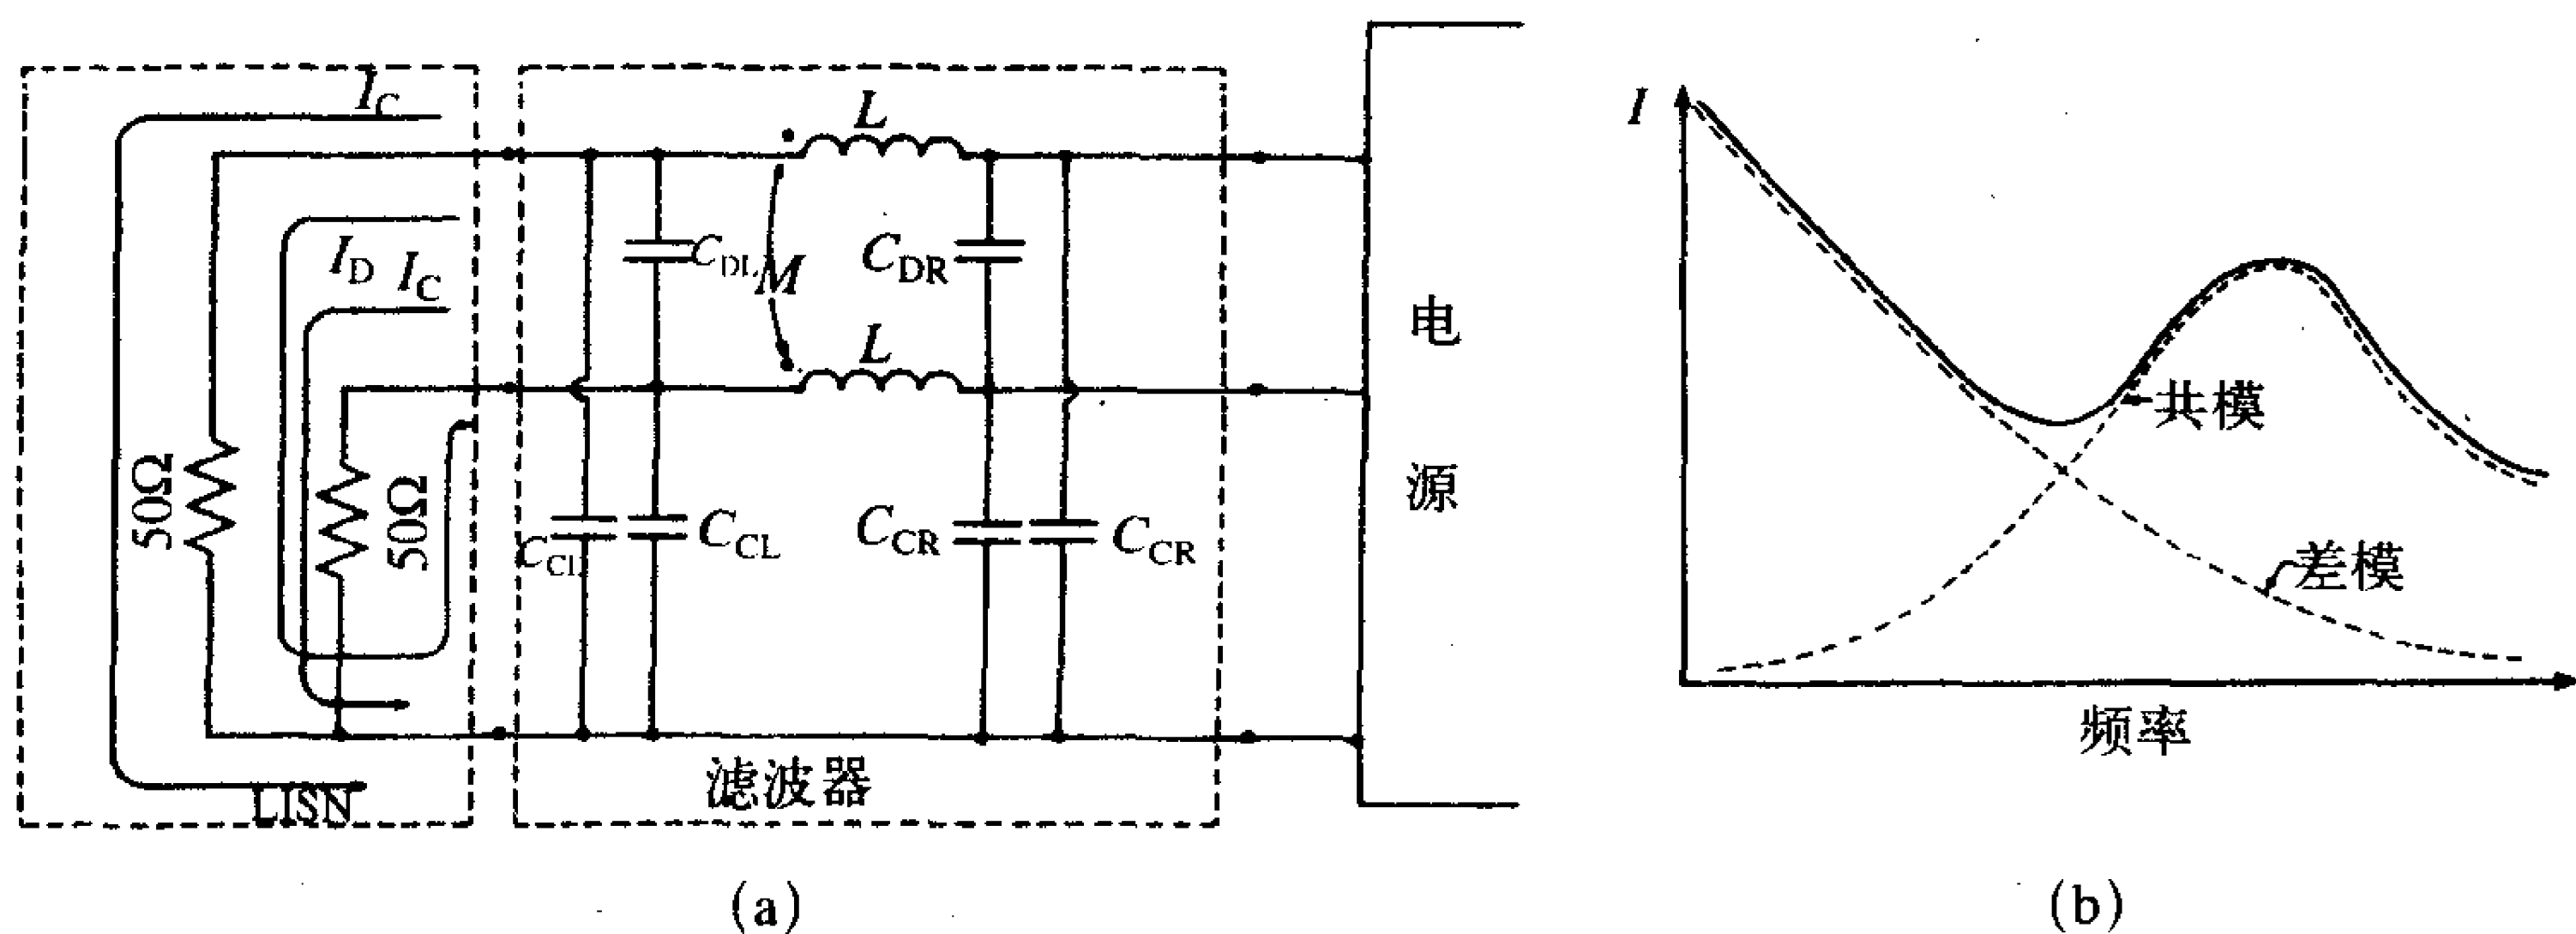 I_C
I_D I_C
50Ω
50Ω
LISN
L
C_DL
M
C_DR
L
C_CL
C_CL
C_CR
C_CR
滤波器
电
源
(a)
I
共模
差模
频率
(b)